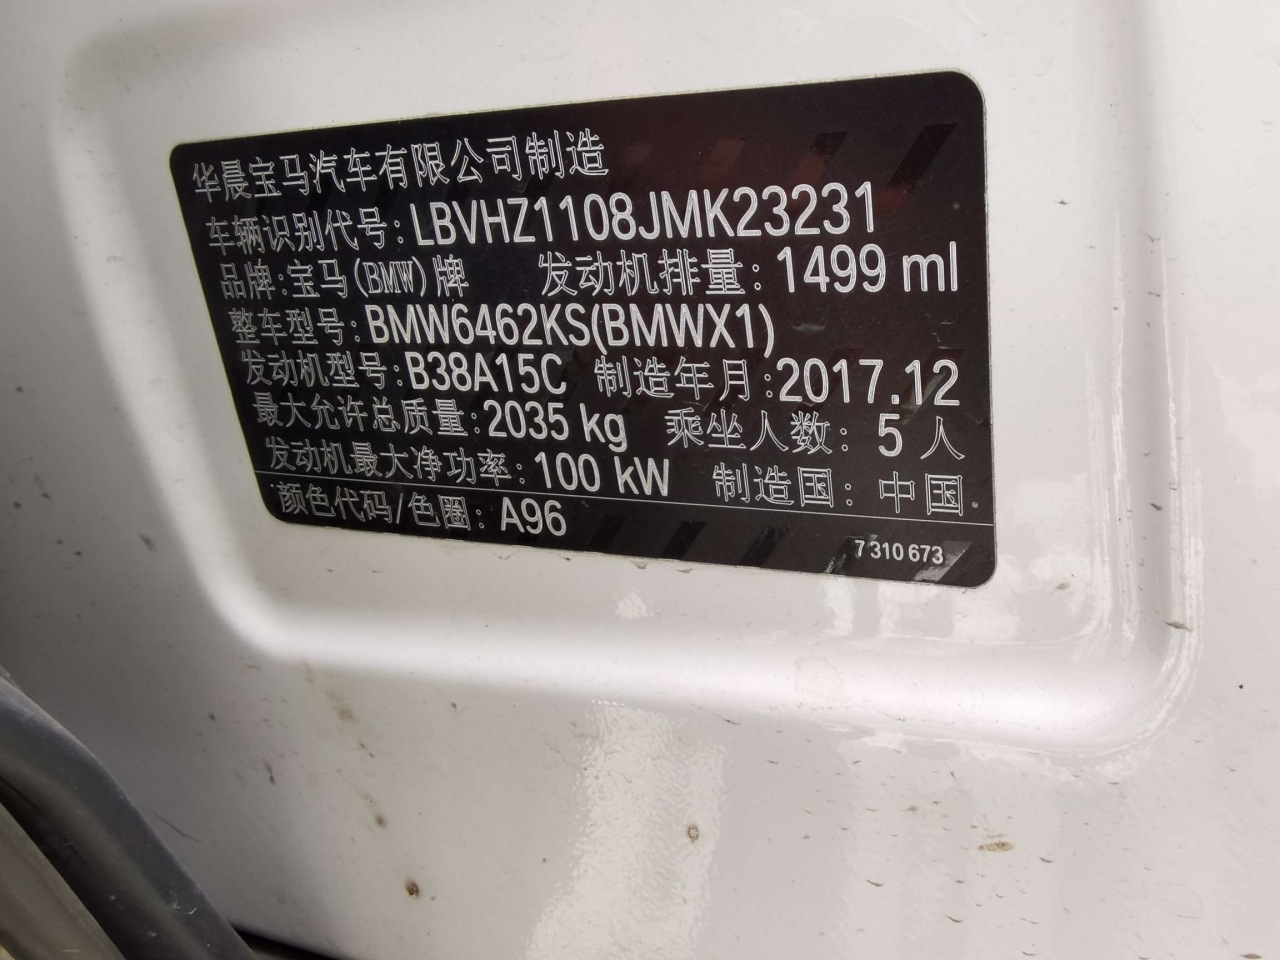 华晨宝马汽车有限公司制造
车辆识别代号: LBVHZ1108JMK23231
品牌:宝马(BMW)牌 发动机排量: 1499 ml
整车型号: BMW6462KS(BMWX1)
发动机型号: B38A15C 制造年月:2017.12
最大允许总质量: 2035 kg 乘坐人数: 5 人
发动机最大净功率: 100 kW 制造国: 中国
颜色代码/色圈: A96
7 310 673